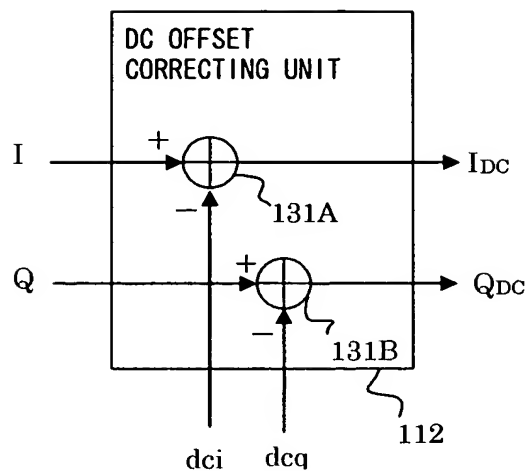 DC OFFSET
CORRECTING UNIT
I
+
IDC
−
131A
Q
+
QDC
−
131B
112
dci
dcq